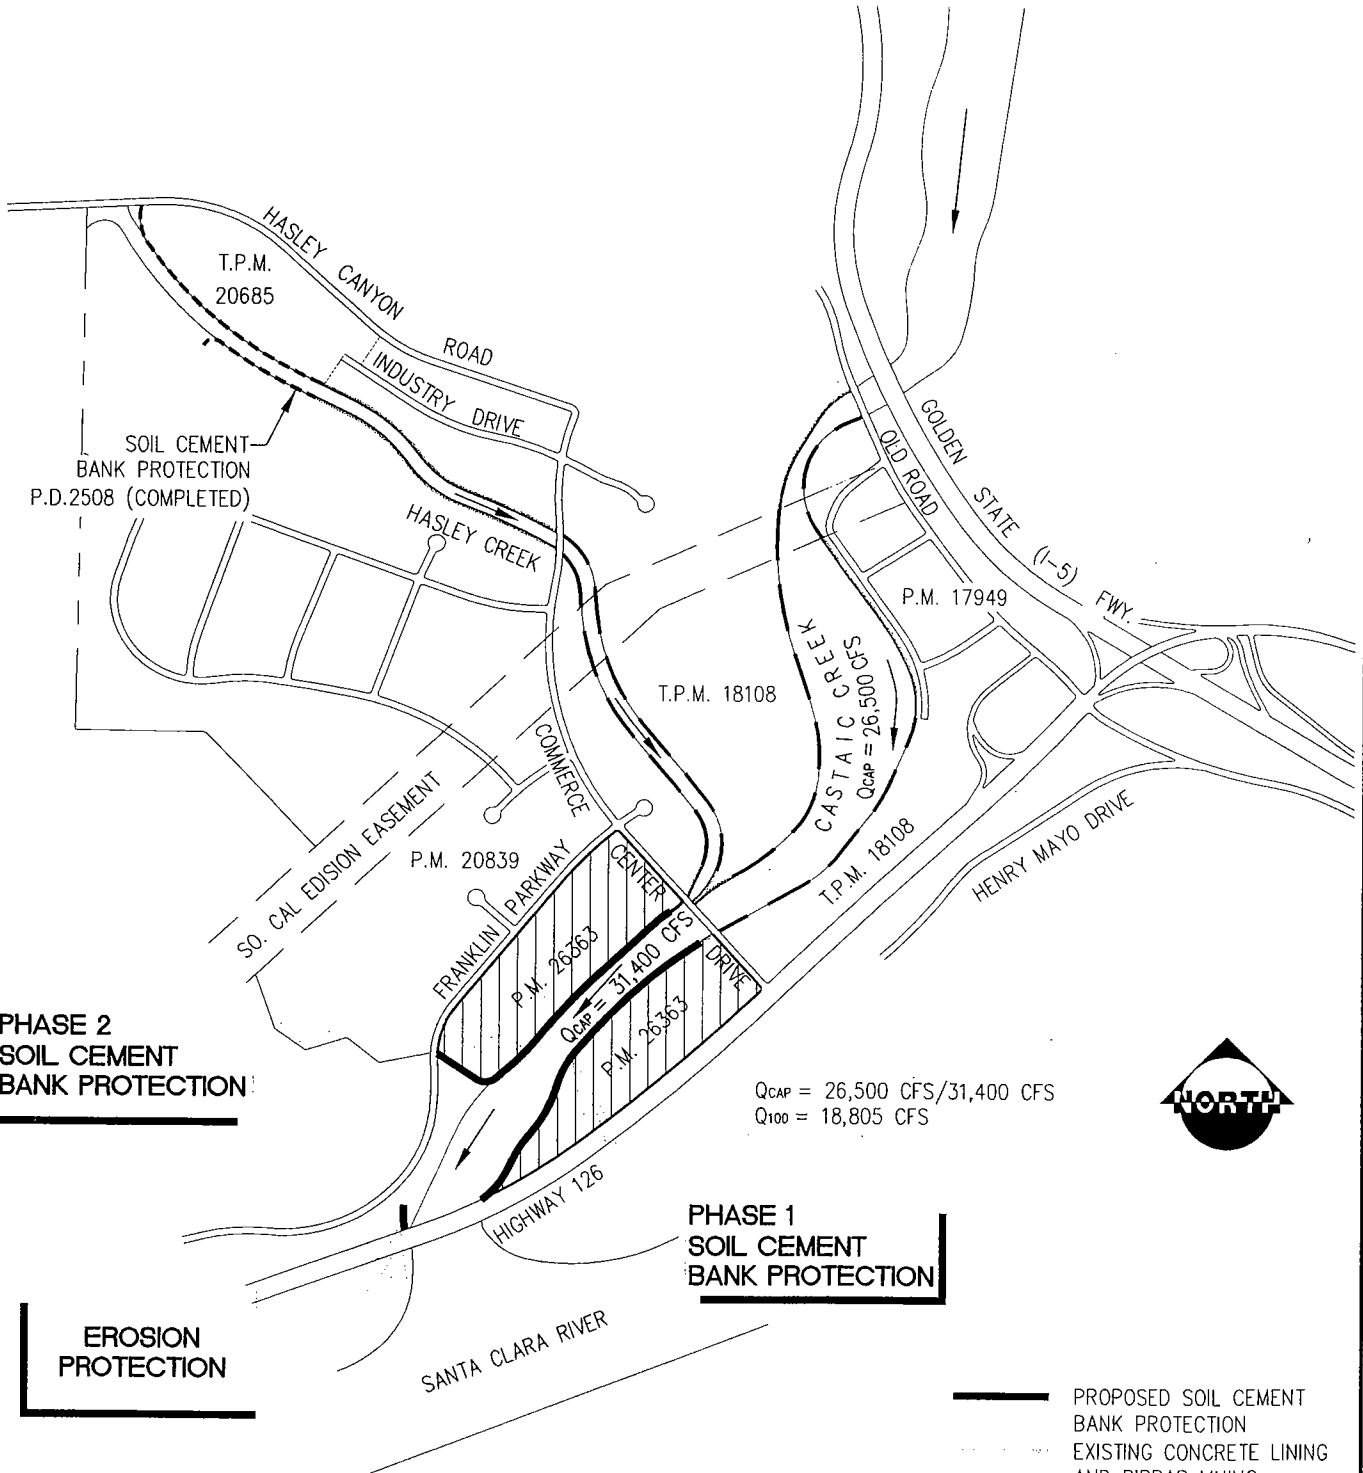 HASLEY CANYON ROAD
T.P.M.
20685
INDUSTRY DRIVE
SOIL CEMENT
BANK PROTECTION
P.D.2508 (COMPLETED)
HASLEY CREEK
GOLDEN STATE (I-5) FWY.
OLD ROAD
P.M. 17949
T.P.M. 18108
CASTAIC CREEK
QCAP = 26,500 CFS
COMMERCE
CENTER
DRIVE
SO. CAL EDISION EASEMENT
P.M. 20839
FRANKLIN PARKWAY
T.P.M. 18108
HENRY MAYO DRIVE
P.M. 26363
QCAP = 31,400 CFS
P.M. 26363
PHASE 2
SOIL CEMENT
BANK PROTECTION
QCAP = 26,500 CFS/31,400 CFS
Q100 = 18,805 CFS
NORTH
HIGHWAY 126
PHASE 1
SOIL CEMENT
BANK PROTECTION
EROSION
PROTECTION
SANTA CLARA RIVER
PROPOSED SOIL CEMENT
BANK PROTECTION
EXISTING CONCRETE LINING
AND RIPRAP LINING